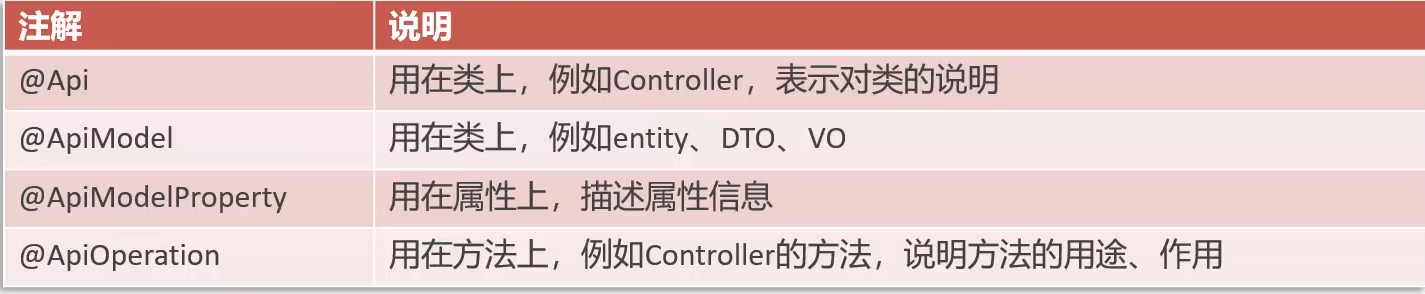 注解 说明
@Api 用在类上，例如Controller，表示对类的说明
@ApiModel 用在类上，例如entity、DTO、VO
@ApiModelProperty 用在属性上，描述属性信息
@ApiOperation 用在方法上，例如Controller的方法，说明方法的用途、作用